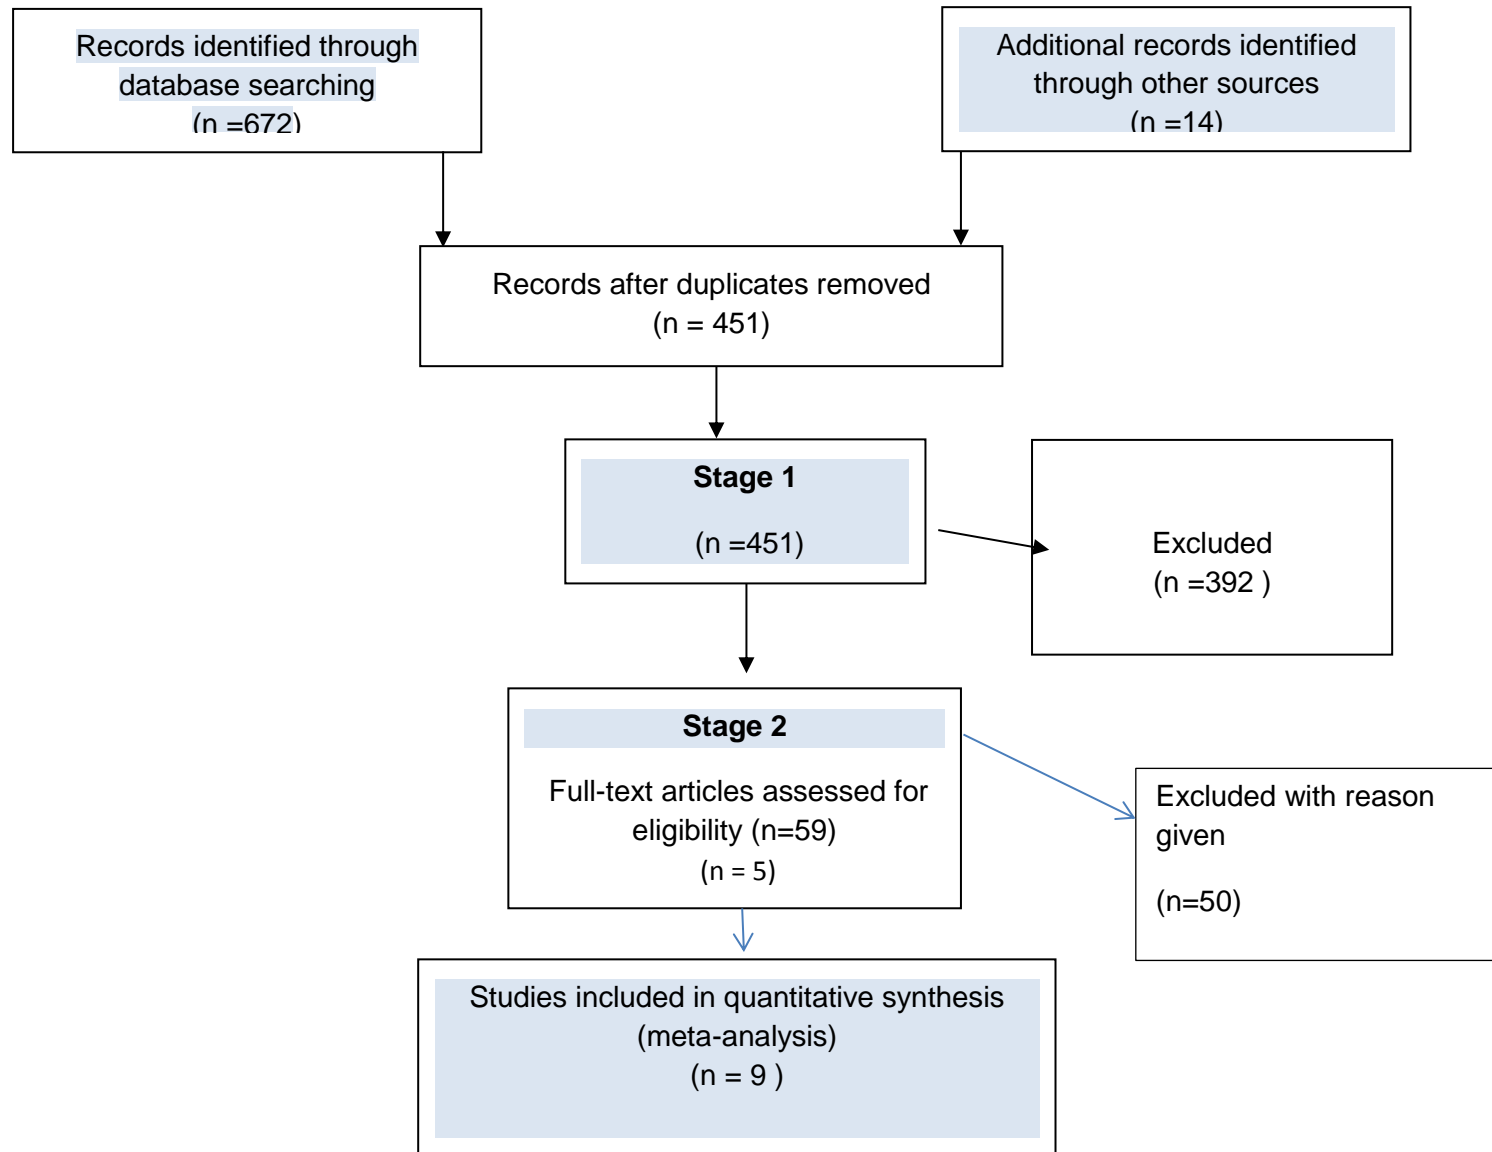 Records identified through
database searching
(n =672)
Additional records identified
through other sources
(n =14)
Records after duplicates removed
(n = 451)
Stage 1
(n =451)
Excluded
(n =392 )
Stage 2
Full-text articles assessed for
eligibility (n=59)
(n = 5)
Excluded with reason
given
(n=50)
Studies included in quantitative synthesis
(meta-analysis)
(n = 9 )